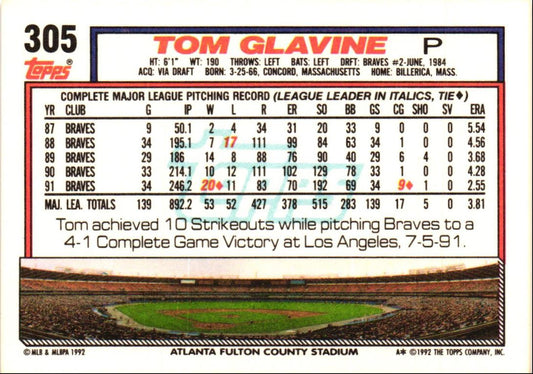 305
TOM GLAVINE P
Topps®
HT: 6'1" WT: 190 THROWS: LEFT BATS: LEFT DRFT: BRAVES #2-JUNE, 1984
ACQ: VIA DRAFT BORN: 3-25-66, CONCORD, MASSACHUSETTS HOME: BILLERICA, MASS.
COMPLETE MAJOR LEAGUE PITCHING RECORD (LEAGUE LEADER IN ITALICS, TIE♦)
YR CLUB G IP W L R ER SO BB GS CG SHO SV ERA
87 BRAVES 9 50.1 2 4 34 31 20 33 9 0 0 0 5.54
88 BRAVES 34 195.1 7 17 111 99 84 63 34 1 0 0 4.56
89 BRAVES 29 186 14 8 88 76 90 40 29 6 4 0 3.68
90 BRAVES 33 214.1 10 12 111 102 129 78 33 1 0 0 4.28
91 BRAVES 34 246.2 20♦ 11 83 70 192 69 34 9♦ 1 0 2.55
MAJ. LEA. TOTALS 139 892.2 53 52 427 378 515 283 139 17 5 0 3.81
Tom achieved 10 Strikeouts while pitching Braves to a
4-1 Complete Game Victory at Los Angeles, 7-5-91.
©MLB & MLBPA 1992 ATLANTA FULTON COUNTY STADIUM A* ©1992 THE TOPPS COMPANY, INC.